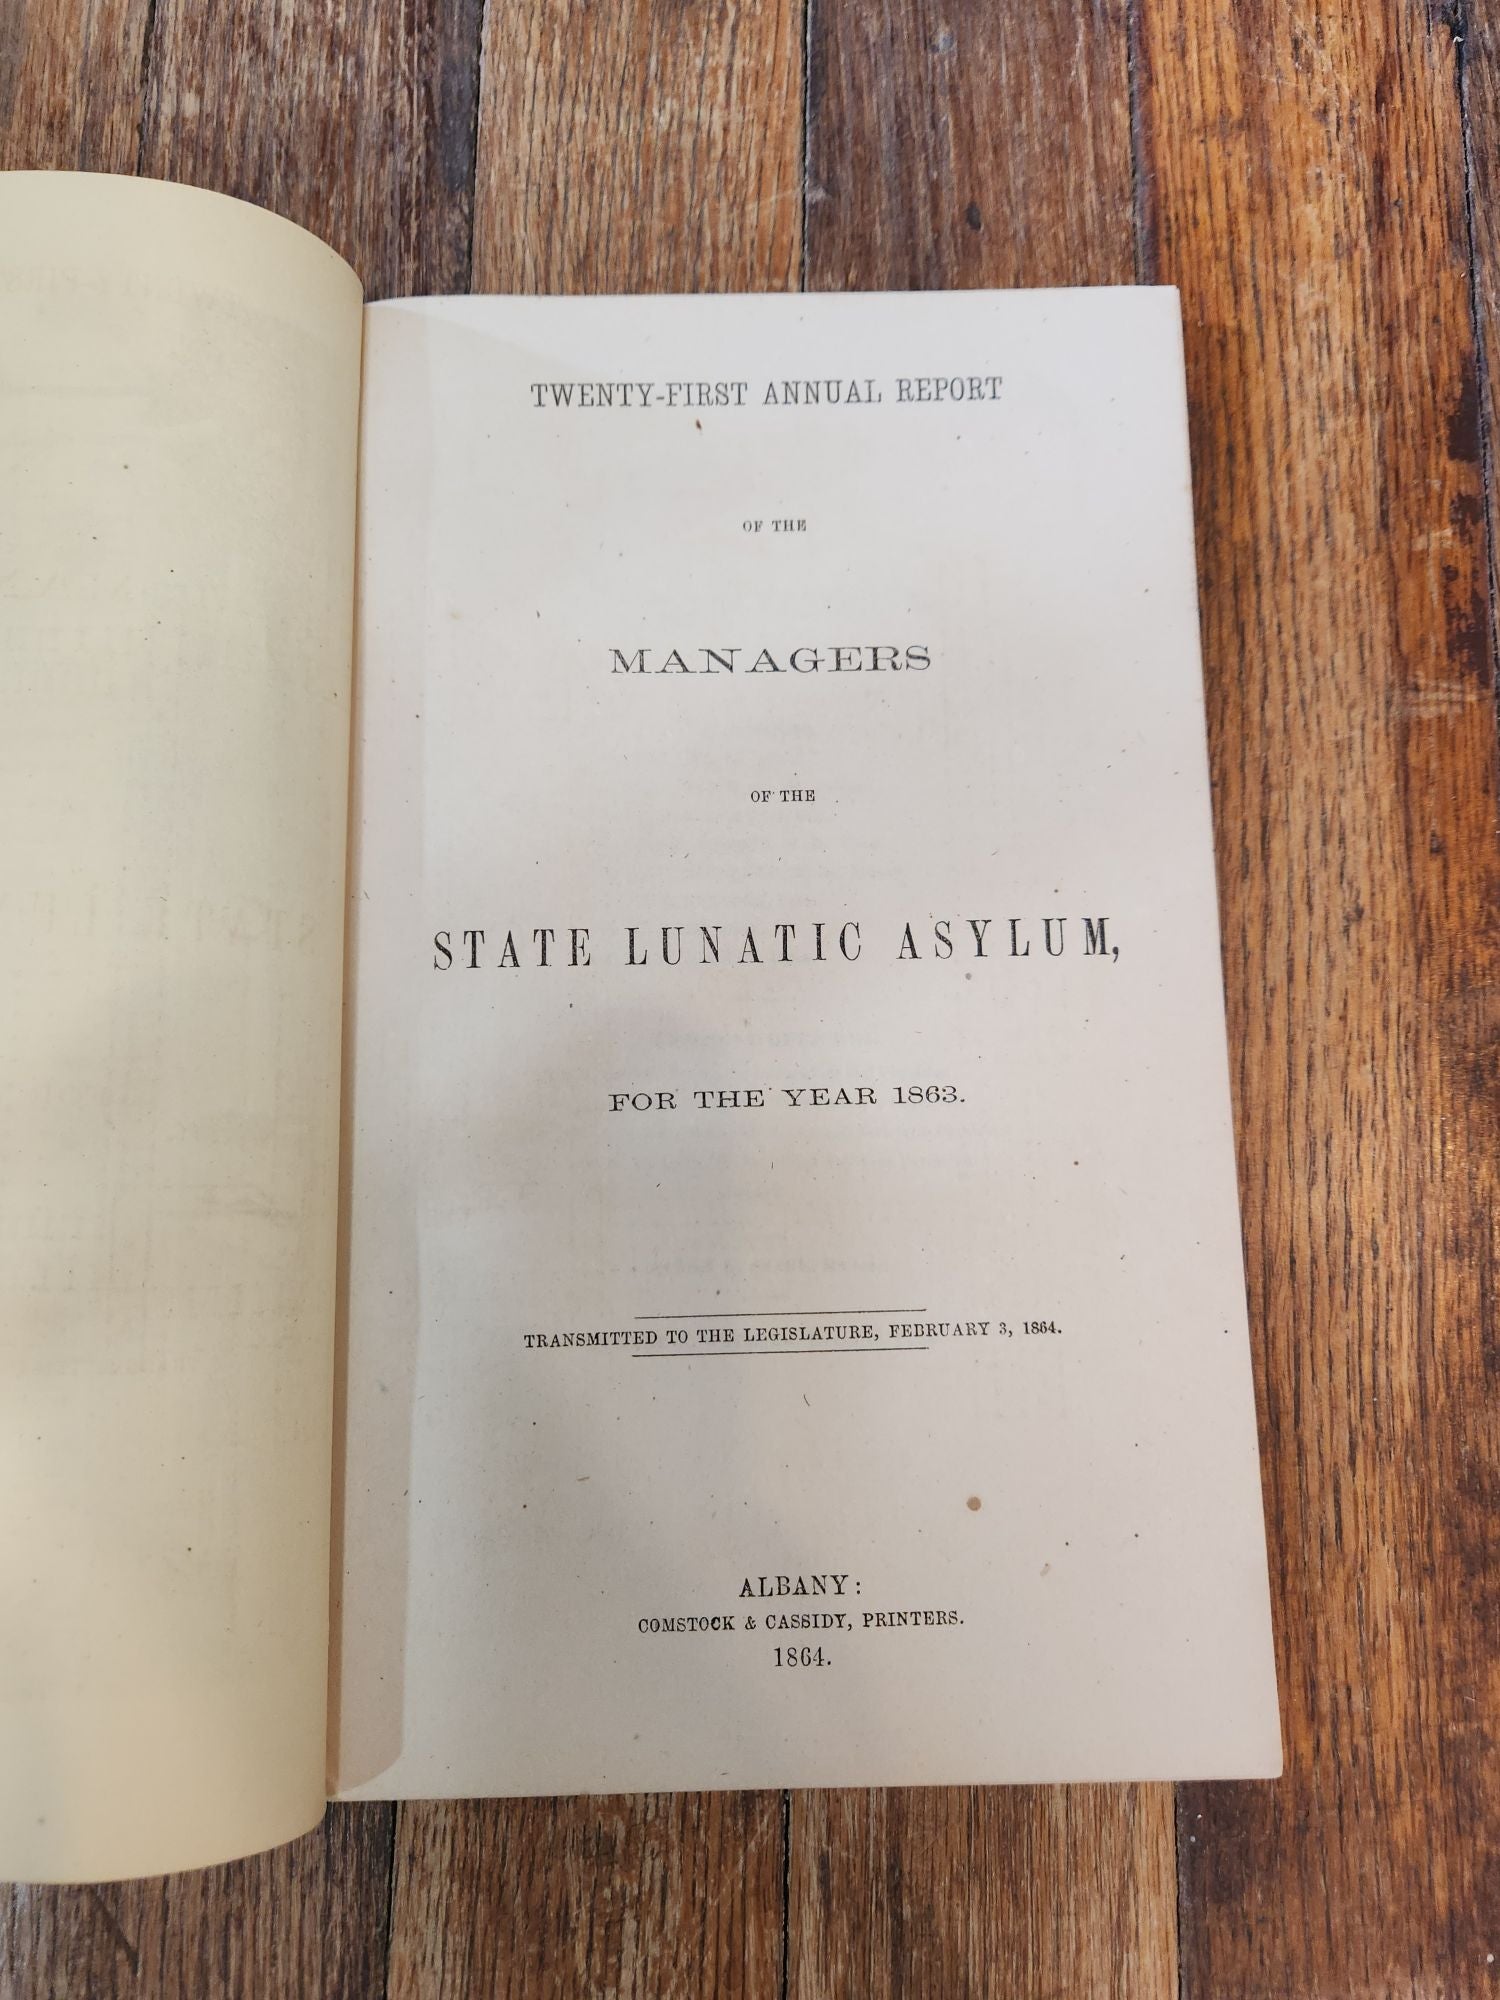 TWENTY-FIRST ANNUAL REPORT
OF THE
MANAGERS
OF THE
STATE LUNATIC ASYLUM,
FOR THE YEAR 1863.
TRANSMITTED TO THE LEGISLATURE, FEBRUARY 3, 1864.
ALBANY:
COMSTOCK & CASSIDY, PRINTERS.
1864.